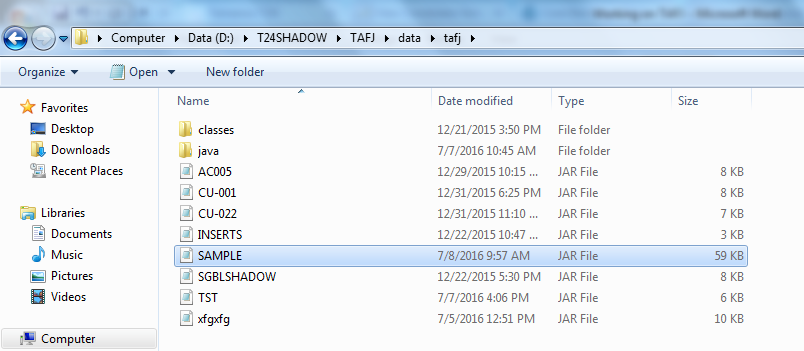 Working on TAFJ - Microsoft Word
Computer Data (D:) T24SHADOW TAFJ data tafj
Organize Open New folder
Name Date modified Type Size
Favorites
Desktop
Downloads
Recent Places
Libraries
Documents
Music
Pictures
Videos
Computer
classes 12/21/2015 3:50 PM File folder
java 7/7/2016 10:45 AM File folder
AC005 12/29/2015 10:15 ... JAR File 8 KB
CU-001 12/31/2015 6:25 PM JAR File 8 KB
CU-022 12/31/2015 11:10 ... JAR File 7 KB
INSERTS 12/22/2015 10:47 ... JAR File 3 KB
SAMPLE 7/8/2016 9:57 AM JAR File 59 KB
SGBLSHADOW 12/22/2015 5:30 PM JAR File 8 KB
TST 7/7/2016 4:06 PM JAR File 6 KB
xfgxfg 7/5/2016 12:51 PM JAR File 10 KB